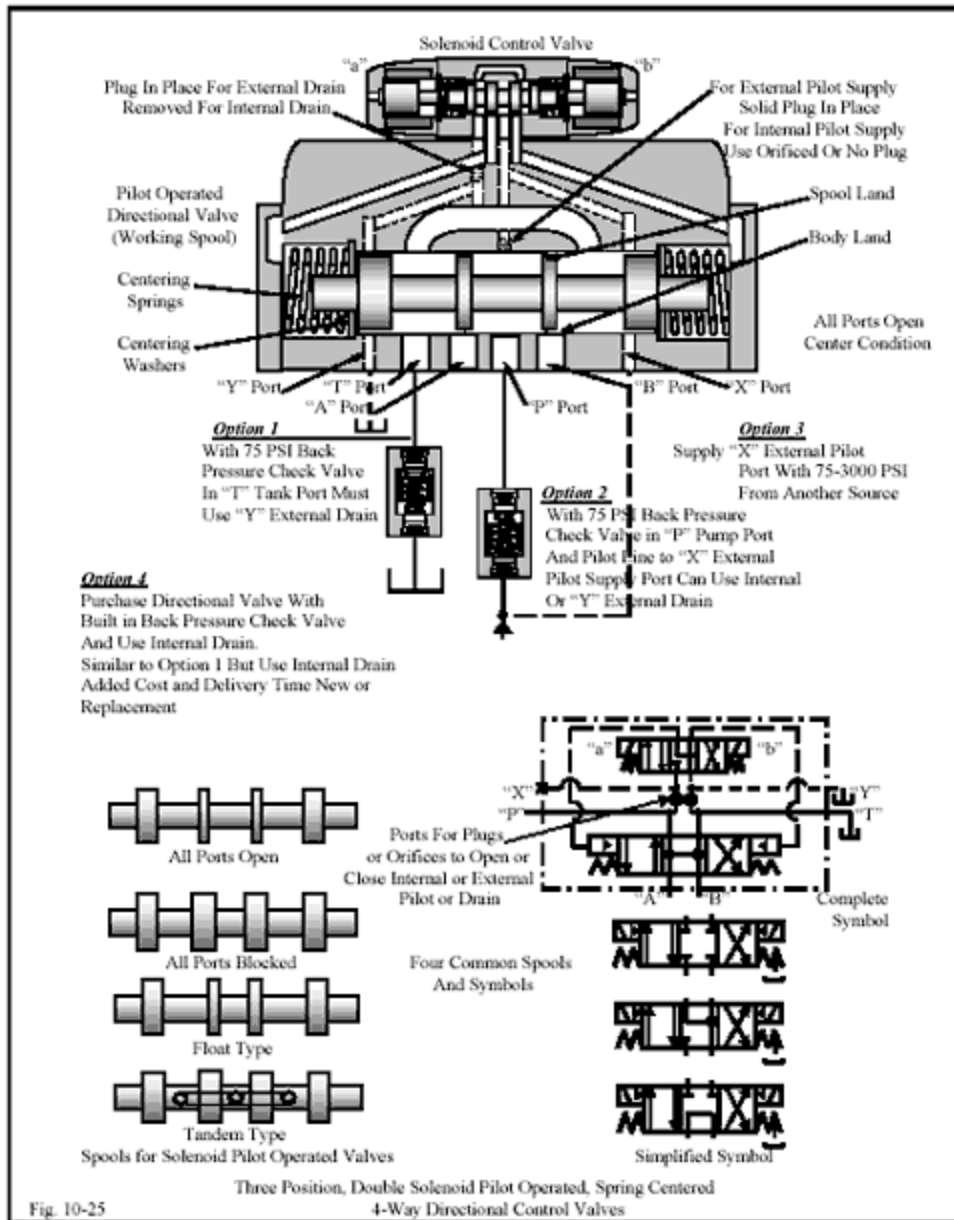 Solenoid Control Valve
"a"
"b"
Plug In Place For External Drain
Removed For Internal Drain
For External Pilot Supply
Solid Plug In Place
For Internal Pilot Supply
Use Orificed Or No Plug
Pilot Operated
Directional Valve
(Working Spool)
Spool Land
Body Land
Centering
Springs
Centering
Washers
All Ports Open
Center Condition
"Y" Port
"T" Port
"A" Port
"P" Port
"B" Port
"X" Port
Option 1
With 75 PSI Back
Pressure Check Valve
In "T" Tank Port Must
Use "Y" External Drain
Option 3
Supply "X" External Pilot
Port With 75-3000 PSI
From Another Source
Option 2
With 75 PSI Back Pressure
Check Valve in "P" Pump Port
And Pilot Line to "X" External
Pilot Supply Port Can Use Internal
Or "Y" External Drain
Option 4
Purchase Directional Valve With
Built in Back Pressure Check Valve
And Use Internal Drain.
Similar to Option 1 But Use Internal Drain
Added Cost and Delivery Time New or
Replacement
"a"
"b"
"X"
"Y"
"P"
"T"
Ports For Plugs
or Orifices to Open or
Close Internal or External
Pilot or Drain
"A"
"B"
Complete
Symbol
All Ports Open
All Ports Blocked
Float Type
Tandem Type
Spools for Solenoid Pilot Operated Valves
Four Common Spools
And Symbols
Simplified Symbol
Three Position, Double Solenoid Pilot Operated, Spring Centered
4-Way Directional Control Valves
Fig. 10-25